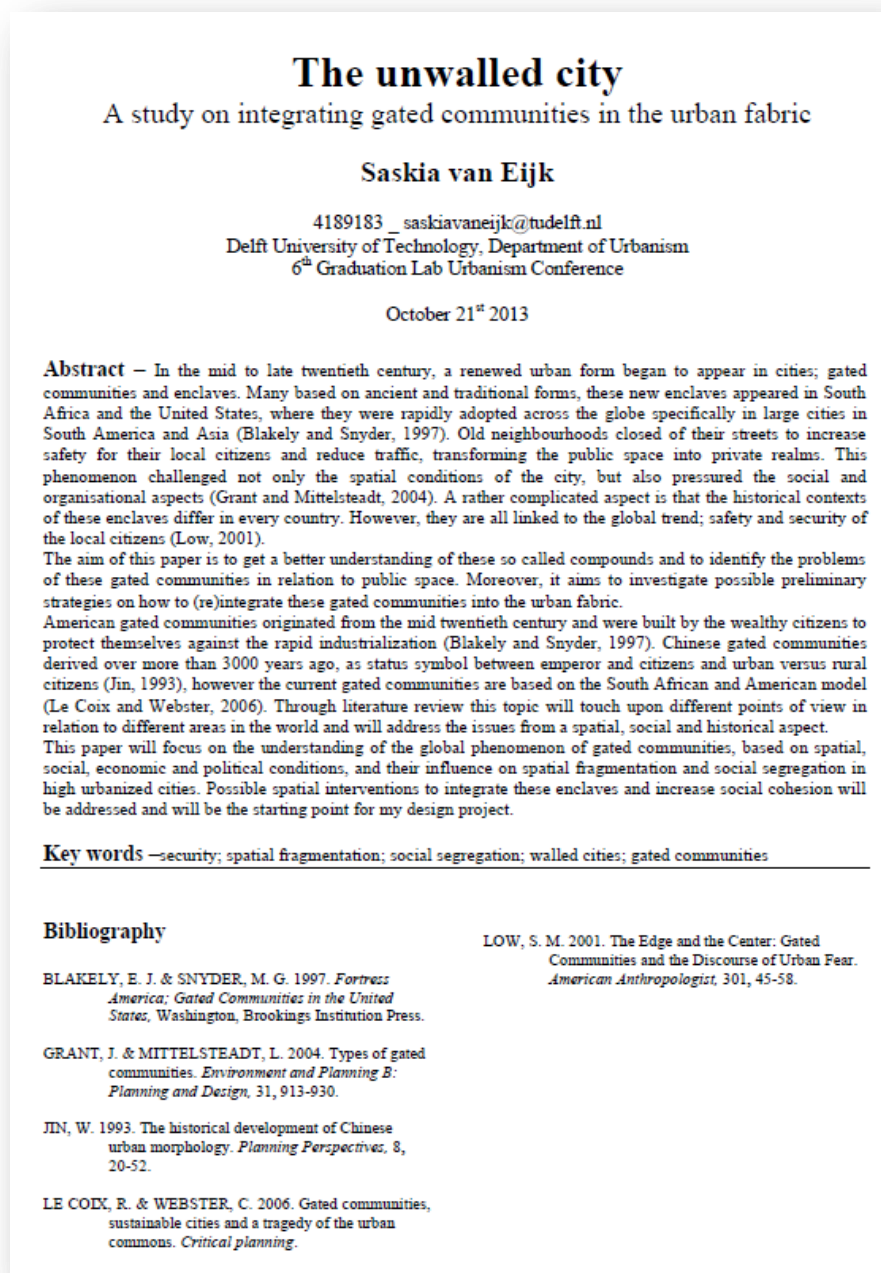 The unwalled city
A study on integrating gated communities in the urban fabric
Saskia van Eijk
4189183 _ saskiavaneijk@tudelft.nl
Delft University of Technology, Department of Urbanism
6th Graduation Lab Urbanism Conference
October 21st 2013
Abstract – In the mid to late twentieth century, a renewed urban form began to appear in cities; gated
communities and enclaves. Many based on ancient and traditional forms, these new enclaves appeared in South
Africa and the United States, where they were rapidly adopted across the globe specifically in large cities in
South America and Asia (Blakely and Snyder, 1997). Old neighbourhoods closed of their streets to increase
safety for their local citizens and reduce traffic, transforming the public space into private realms. This
phenomenon challenged not only the spatial conditions of the city, but also pressured the social and
organisational aspects (Grant and Mittelsteadt, 2004). A rather complicated aspect is that the historical contexts
of these enclaves differ in every country. However, they are all linked to the global trend; safety and security of
the local citizens (Low, 2001).
The aim of this paper is to get a better understanding of these so called compounds and to identify the problems
of these gated communities in relation to public space. Moreover, it aims to investigate possible preliminary
strategies on how to (re)integrate these gated communities into the urban fabric.
American gated communities originated from the mid twentieth century and were built by the wealthy citizens to
protect themselves against the rapid industrialization (Blakely and Snyder, 1997). Chinese gated communities
derived over more than 3000 years ago, as status symbol between emperor and citizens and urban versus rural
citizens (Jin, 1993), however the current gated communities are based on the South African and American model
(Le Coix and Webster, 2006). Through literature review this topic will touch upon different points of view in
relation to different areas in the world and will address the issues from a spatial, social and historical aspect.
This paper will focus on the understanding of the global phenomenon of gated communities, based on spatial,
social, economic and political conditions, and their influence on spatial fragmentation and social segregation in
high urbanized cities. Possible spatial interventions to integrate these enclaves and increase social cohesion will
be addressed and will be the starting point for my design project.
Key words –security; spatial fragmentation; social segregation; walled cities; gated communities
Bibliography
BLAKELY, E. J. & SNYDER, M. G. 1997. Fortress
America; Gated Communities in the United
States, Washington, Brookings Institution Press.
GRANT, J. & MITTELSTEADT, L. 2004. Types of gated
communities. Environment and Planning B:
Planning and Design, 31, 913-930.
JIN, W. 1993. The historical development of Chinese
urban morphology. Planning Perspectives, 8,
20-52.
LE COIX, R. & WEBSTER, C. 2006. Gated communities,
sustainable cities and a tragedy of the urban
commons. Critical planning.
LOW, S. M. 2001. The Edge and the Center: Gated
Communities and the Discourse of Urban Fear.
American Anthropologist, 301, 45-58.